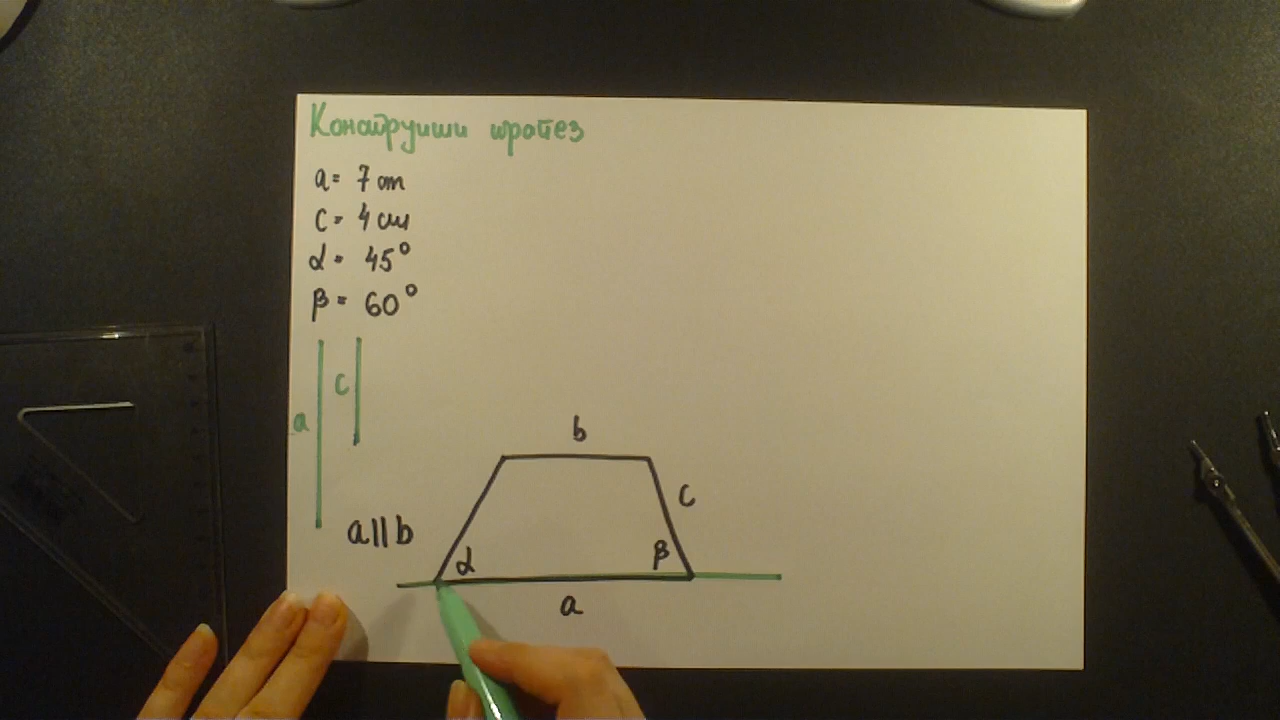 Конструиши трапез
a = 7 cm
c = 4 cm
α = 45°
β = 60°
a
c
a||b
b
c
α
β
a